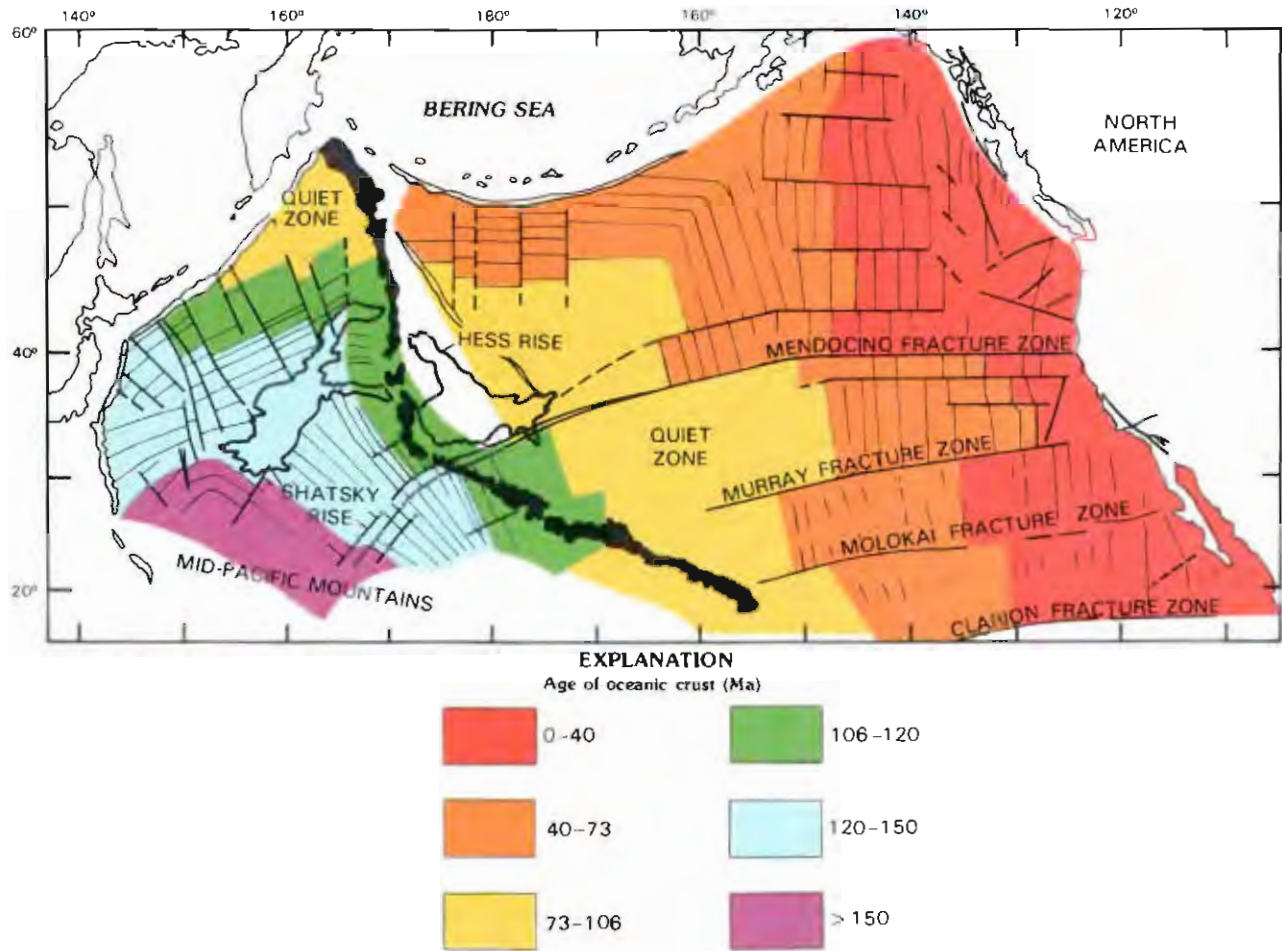 140° 160° 180° 160° 140° 120°
60°
BERING SEA
NORTH
AMERICA
QUIET
ZONE
HESS RISE
40°
MENDOCINO FRACTURE ZONE
QUIET
ZONE
MURRAY FRACTURE ZONE
SHATSKY
RISE
MOLOKAI FRACTURE ZONE
MID-PACIFIC MOUNTAINS
20°
CLARION FRACTURE ZONE
EXPLANATION
Age of oceanic crust (Ma)
0-40
106-120
40-73
120-150
73-106
> 150